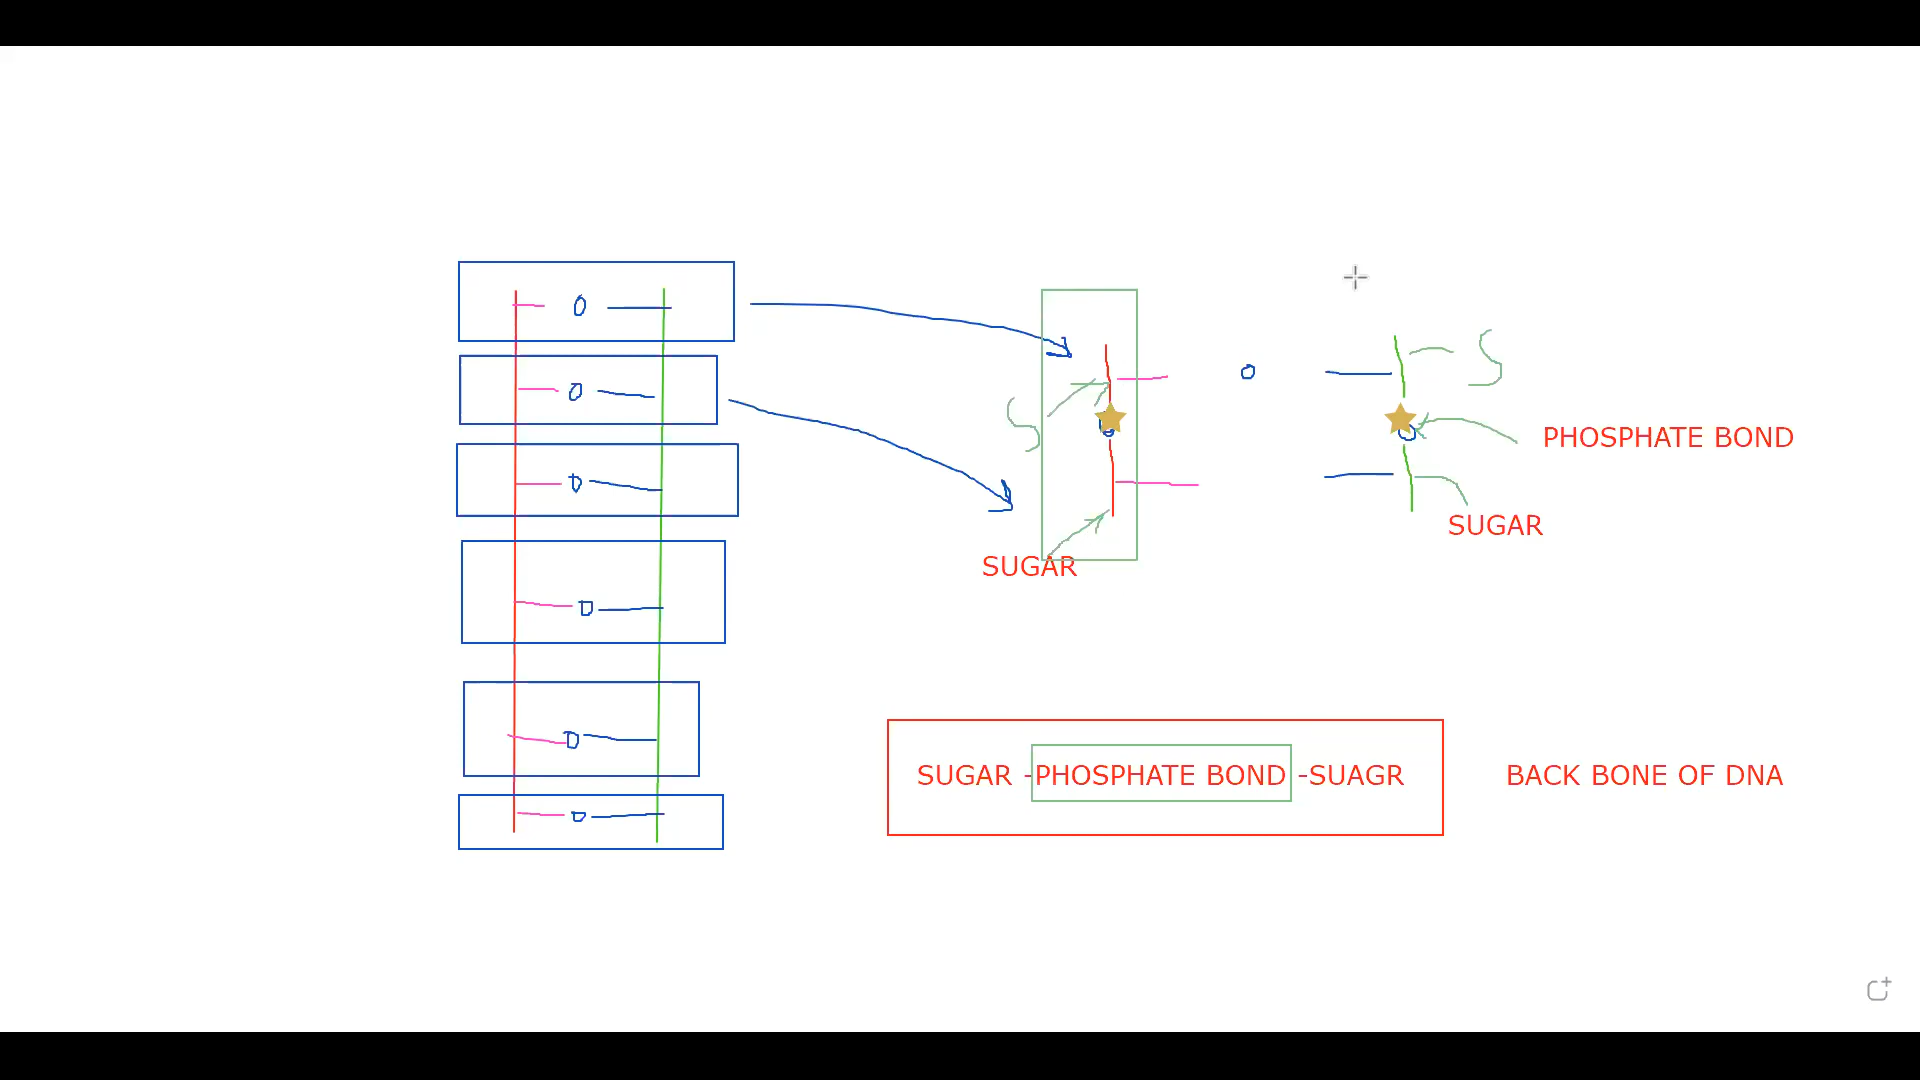 S
S
PHOSPHATE BOND
SUGAR
SUGAR
SUGAR -PHOSPHATE BOND -SUAGR
BACK BONE OF DNA